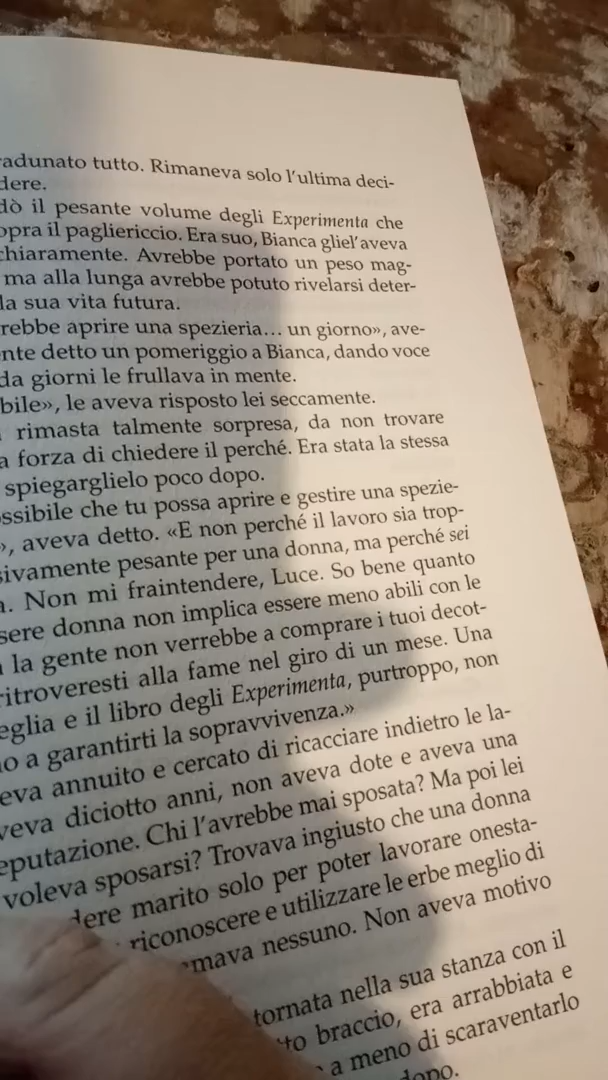 adunato tutto. Rimaneva solo l'ultima deci-
dere.
dò il pesante volume degli Experimenta che
opra il pagliericcio. Era suo, Bianca gliel'aveva
chiaramente. Avrebbe portato un peso mag-
ma alla lunga avrebbe potuto rivelarsi deter-
la sua vita futura.
rebbe aprire una spezieria... un giorno», ave-
nte detto un pomeriggio a Bianca, dando voce
da giorni le frullava in mente.
bile», le aveva risposto lei seccamente.
rimasta talmente sorpresa, da non trovare
a forza di chiedere il perché. Era stata la stessa
spiegarglielo poco dopo.
ossibile che tu possa aprire e gestire una spezie-
», aveva detto. «E non perché il lavoro sia trop-
sivamente pesante per una donna, ma perché sei
a. Non mi fraintendere, Luce. So bene quanto
sere donna non implica essere meno abili con le
la gente non verrebbe a comprare i tuoi decot-
ritroveresti alla fame nel giro di un mese. Una
eglia e il libro degli Experimenta, purtroppo, non
no a garantirti la sopravvivenza.»
eva annuito e cercato di ricacciare indietro le la-
veva diciotto anni, non aveva dote e aveva una
eputazione. Chi l'avrebbe mai sposata? Ma poi lei
voleva sposarsi? Trovava ingiusto che una donna
dere marito solo per poter lavorare onesta-
riconoscere e utilizzare le erbe meglio di
mava nessuno. Non aveva motivo
tornata nella sua stanza con il
to braccio, era arrabbiata e
a meno di scaraventarlo
dopo.